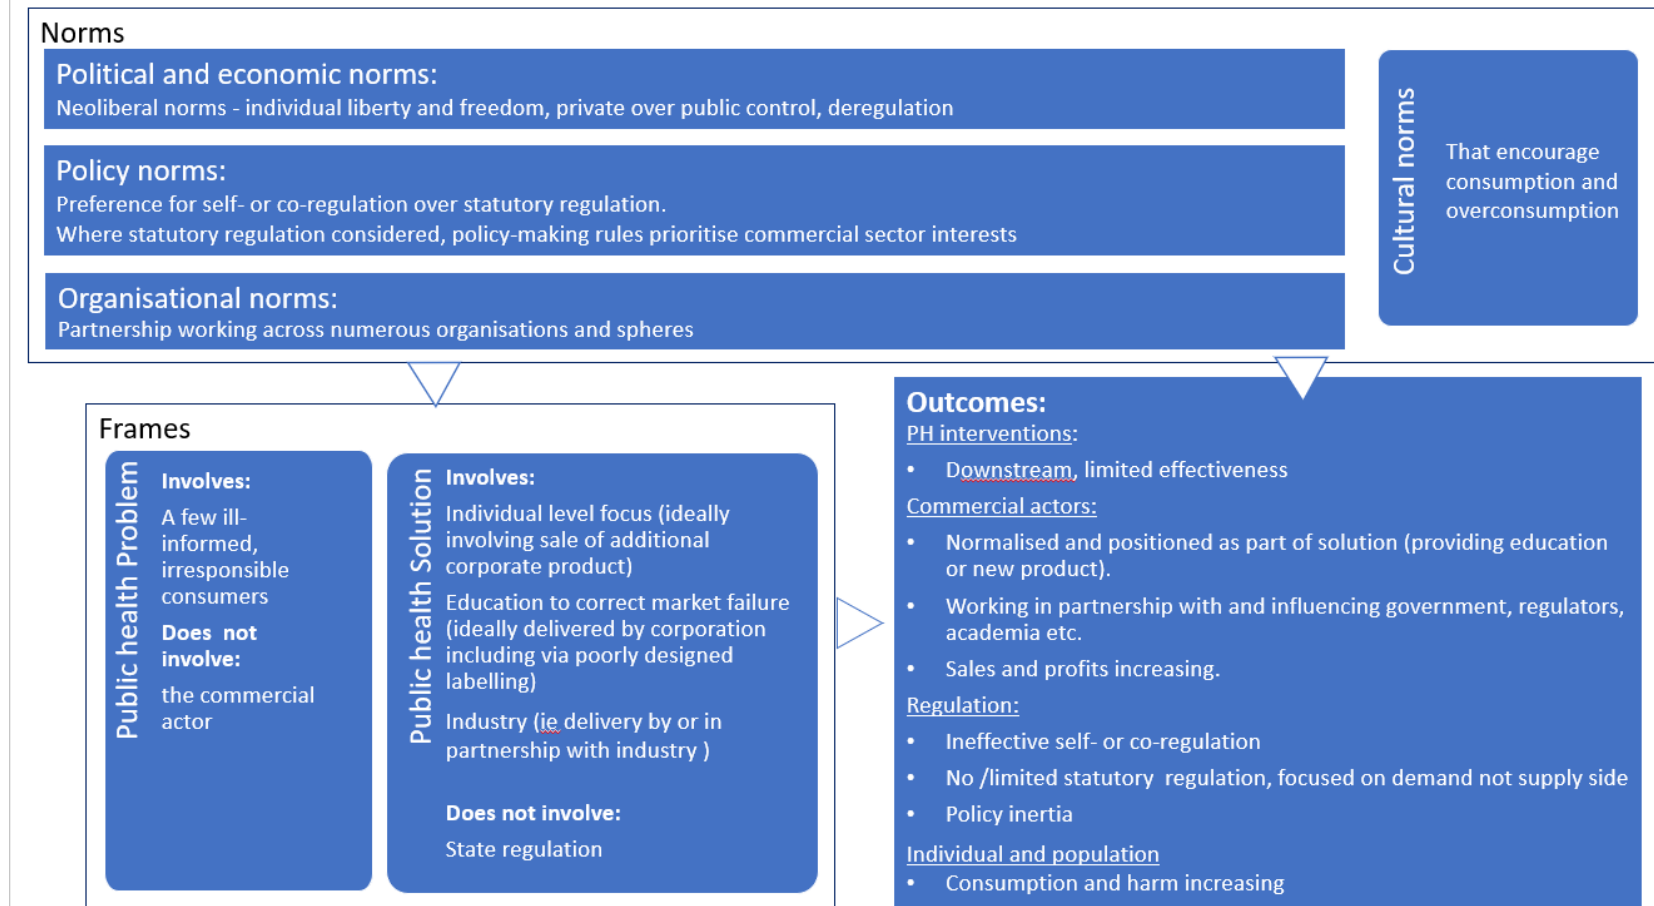 Norms
Political and economic norms:
Neoliberal norms - individual liberty and freedom, private over public control, deregulation
Policy norms:
Preference for self- or co-regulation over statutory regulation.
Where statutory regulation considered, policy-making rules prioritise commercial sector interests
Organisational norms:
Partnership working across numerous organisations and spheres
Cultural norms
That encourage
consumption and
overconsumption
Frames
Public health Problem
Involves:
A few ill-
informed,
irresponsible
consumers
Does not
involve:
the commercial
actor
Public health Solution
Involves:
Individual level focus (ideally
involving sale of additional
corporate product)
Education to correct market failure
(ideally delivered by corporation
including via poorly designed
labelling)
Industry (ie delivery by or in
partnership with industry )
Does not involve:
State regulation
Outcomes:
PH interventions:
• Downstream, limited effectiveness
Commercial actors:
• Normalised and positioned as part of solution (providing education
or new product).
• Working in partnership with and influencing government, regulators,
academia etc.
• Sales and profits increasing.
Regulation:
• Ineffective self- or co-regulation
• No /limited statutory regulation, focused on demand not supply side
• Policy inertia
Individual and population
• Consumption and harm increasing